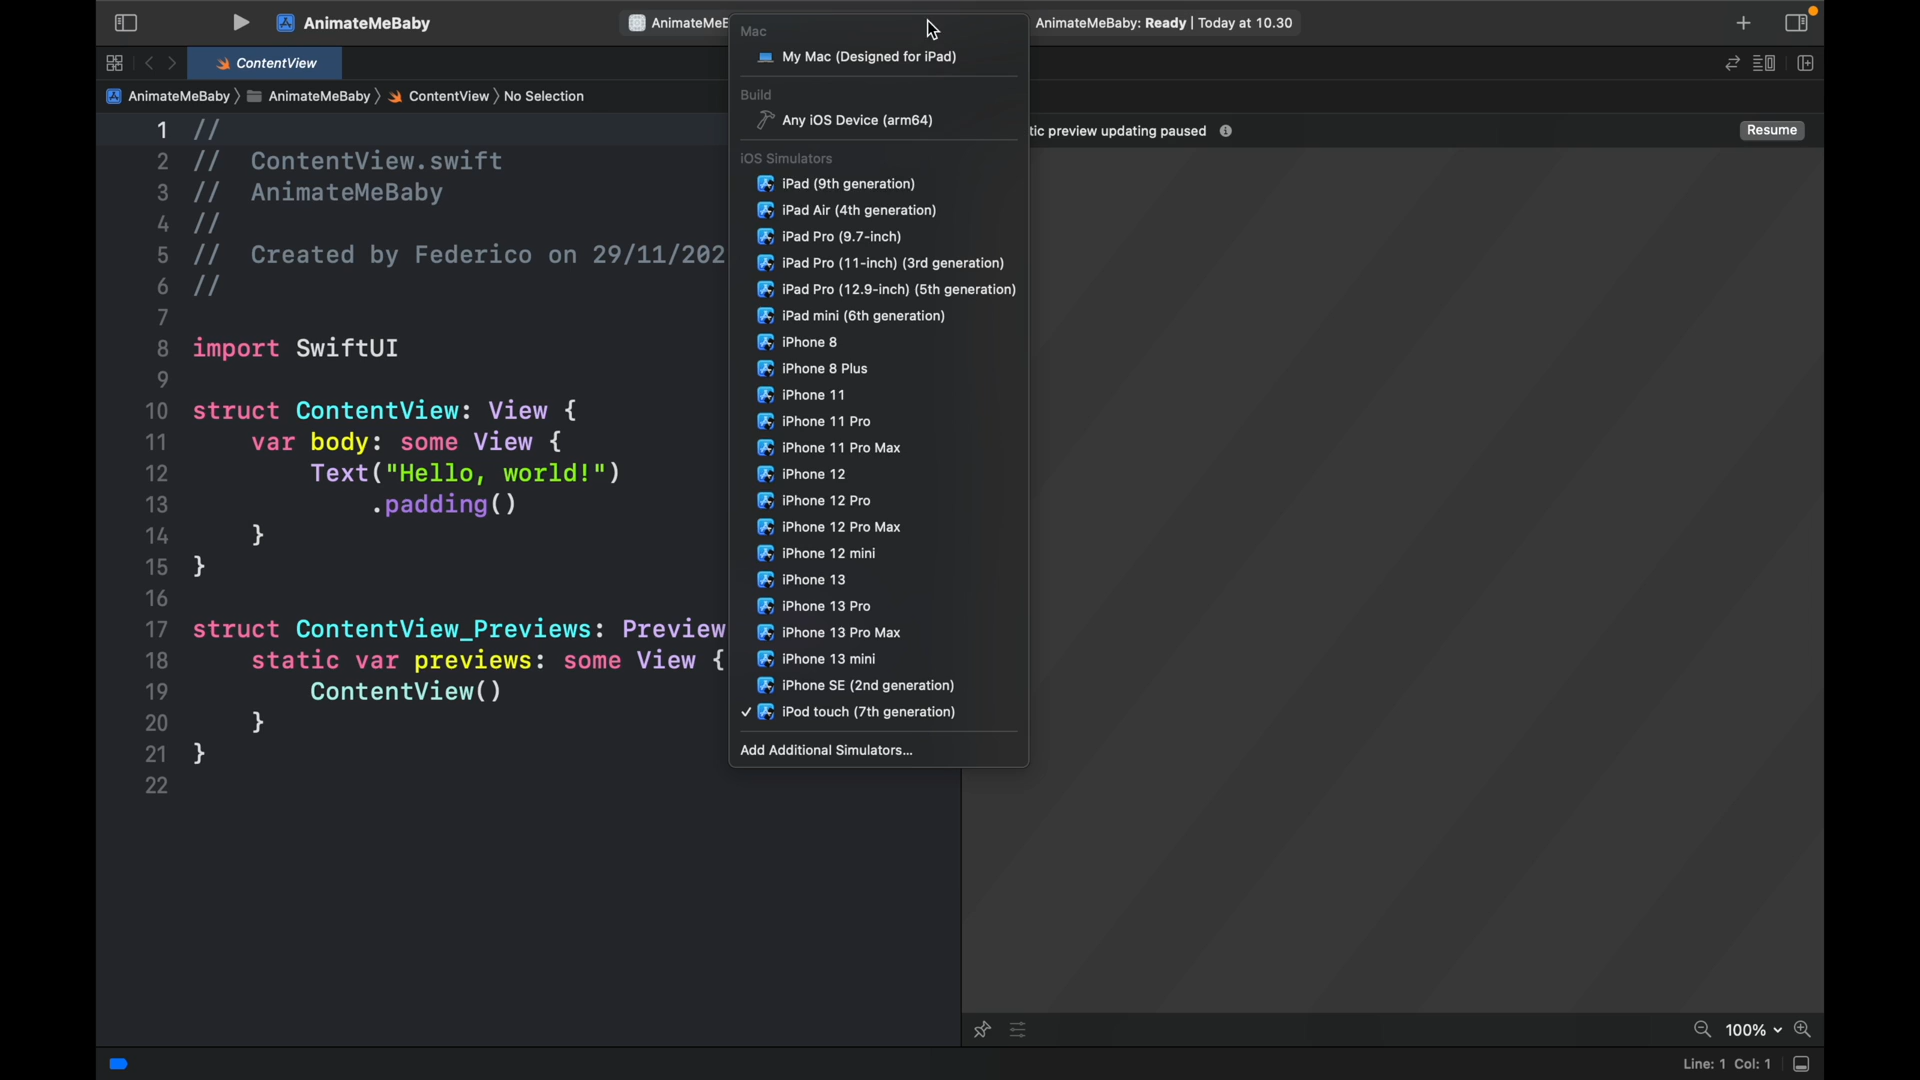 AnimateMeBaby
AnimateMeB
AnimateMeBaby: Ready | Today at 10.30
ContentView
AnimateMeBaby 〉 AnimateMeBaby 〉 ContentView 〉 No Selection
1 //
2 // ContentView.swift
3 // AnimateMeBaby
4 //
5 // Created by Federico on 29/11/202
6 //
7
8 import SwiftUI
9
10 struct ContentView: View {
11 var body: some View {
12 Text("Hello, world!")
13 .padding()
14 }
15 }
16
17 struct ContentView_Previews: Preview
18 static var previews: some View {
19 ContentView()
20 }
21 }
22
Mac
My Mac (Designed for iPad)
Build
Any iOS Device (arm64)
iOS Simulators
iPad (9th generation)
iPad Air (4th generation)
iPad Pro (9.7-inch)
iPad Pro (11-inch) (3rd generation)
iPad Pro (12.9-inch) (5th generation)
iPad mini (6th generation)
iPhone 8
iPhone 8 Plus
iPhone 11
iPhone 11 Pro
iPhone 11 Pro Max
iPhone 12
iPhone 12 Pro
iPhone 12 Pro Max
iPhone 12 mini
iPhone 13
iPhone 13 Pro
iPhone 13 Pro Max
iPhone 13 mini
iPhone SE (2nd generation)
✓ iPod touch (7th generation)
Add Additional Simulators...
tic preview updating paused
Resume
100%
Line: 1 Col: 1